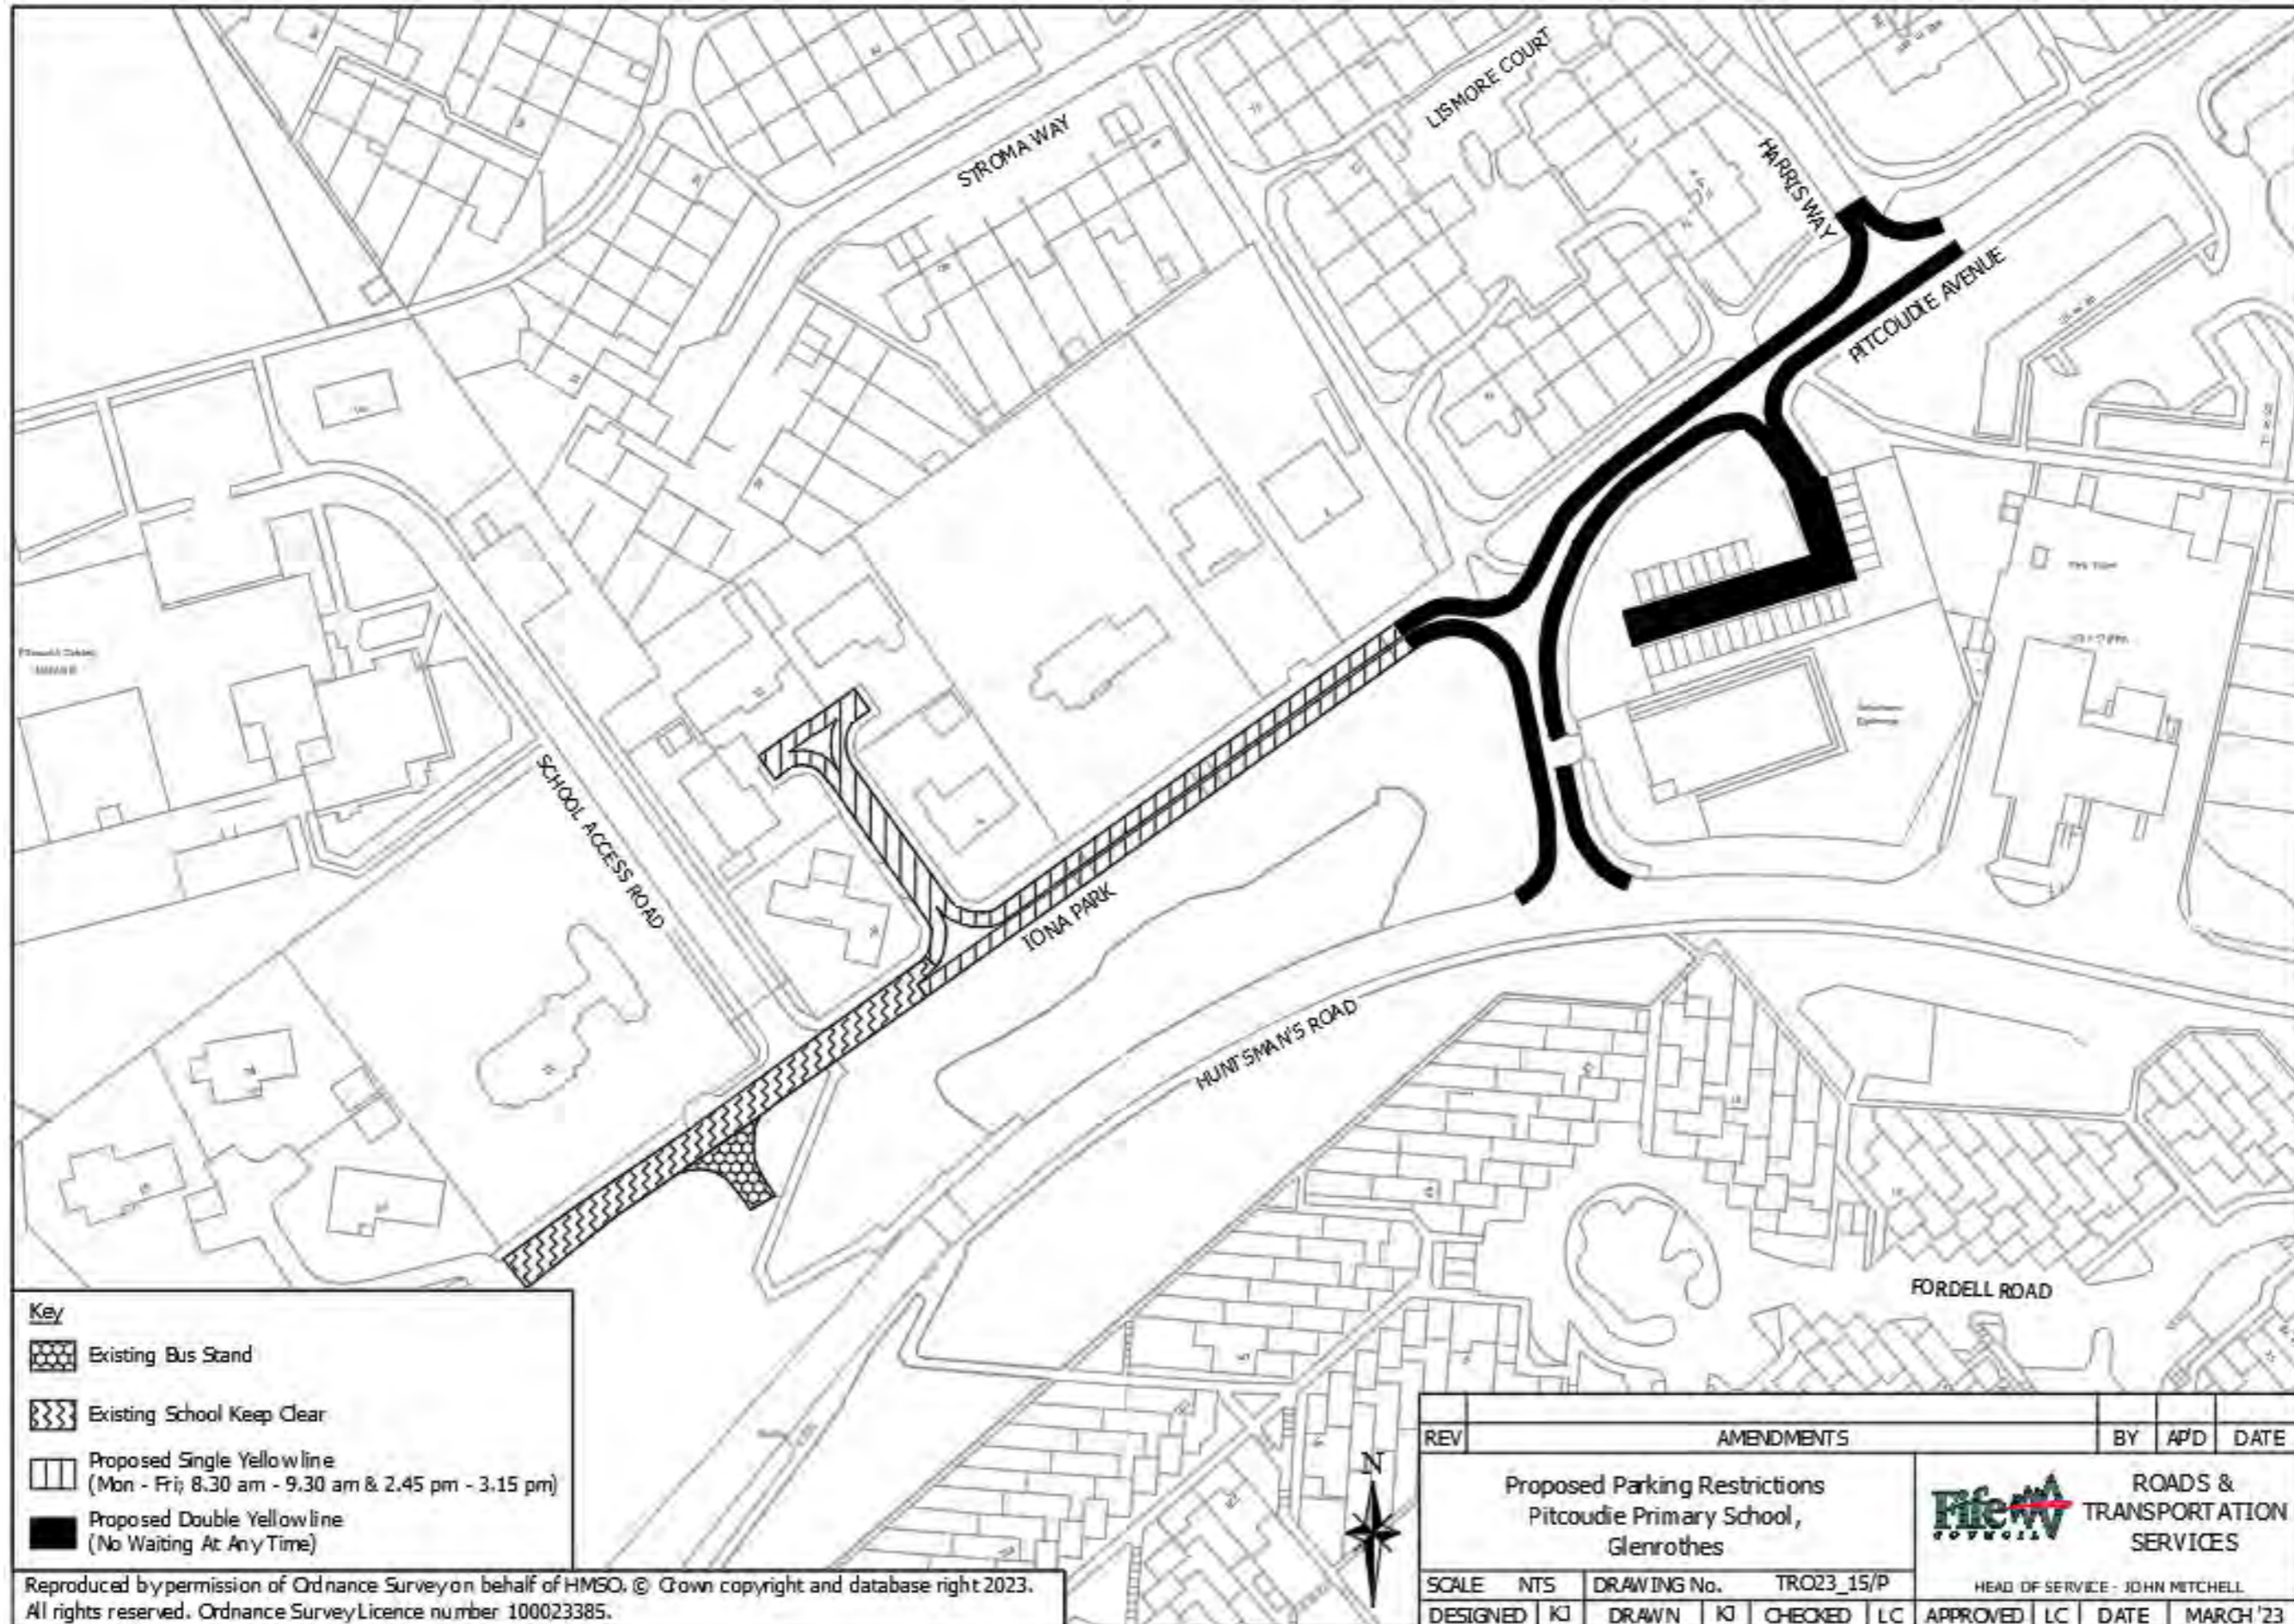 STROMA WAY
LISMORE COURT
HARRIS WAY
PITCOUDIE AVENUE
SCHOOL ACCESS ROAD
IONA PARK
HUNTSMAN'S ROAD
FORDELL ROAD
Key
Existing Bus Stand
Existing School Keep Clear
Proposed Single Yellow line
(Mon - Fri; 8.30 am - 9.30 am & 2.45 pm - 3.15 pm)
Proposed Double Yellow line
(No Waiting At Any Time)
Reproduced by permission of Ordnance Survey on behalf of HMSO. © Crown copyright and database right 2023.
All rights reserved. Ordnance Survey Licence number 100023385.
N
REV AMENDMENTS BY AP'D DATE
Proposed Parking Restrictions
Pitcoudie Primary School,
Glenrothes
Fife
COUNCIL
ROADS &
TRANSPORTATION
SERVICES
HEAD OF SERVICE - JOHN MITCHELL
SCALE NTS DRAWING No. TRO23_15/P
DESIGNED KJ DRAWN KJ CHECKED LC APPROVED LC DATE MARCH '23